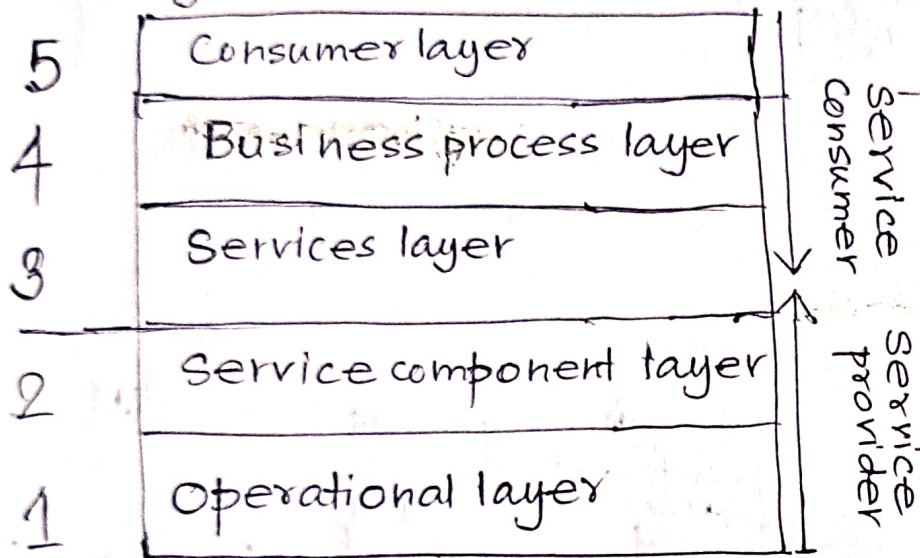 5 Consumer layer
4 Business process layer
3 Services layer
2 Service component layer
1 Operational layer
Service
consumer
Service
provider